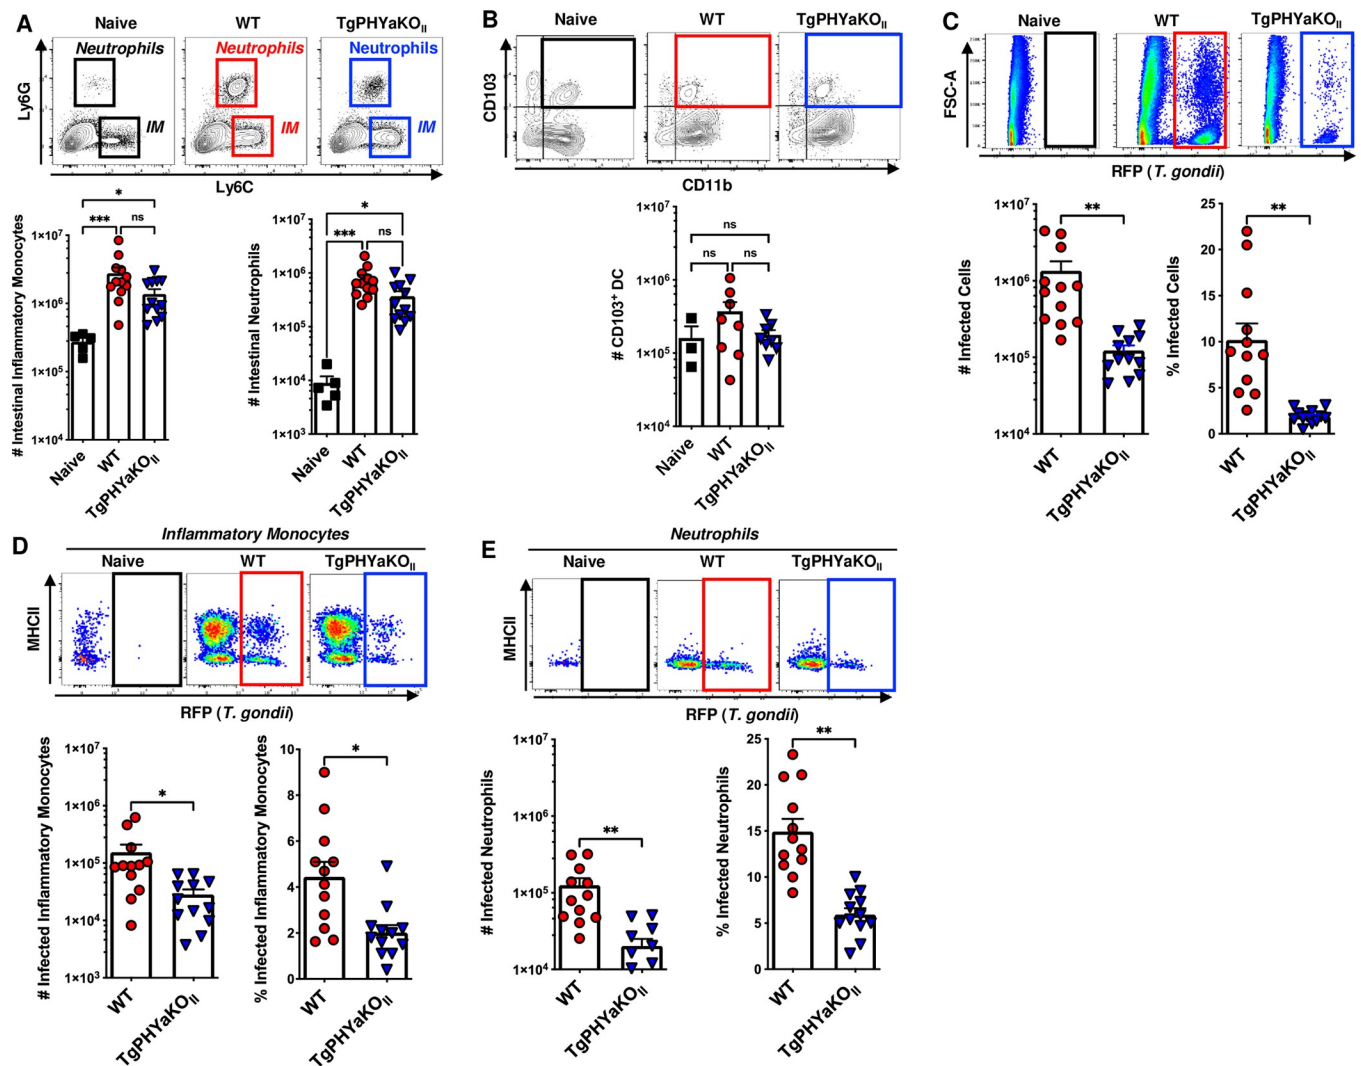 A
Naive WT TgPHYaKOII
Neutrophils Neutrophils Neutrophils
IM IM IM
Ly6G
Ly6C
# Intestinal Inflammatory Monocytes
* *** ns
1×10⁷
1×10⁶
1×10⁵
1×10⁴
Naive WT TgPHYaKOII
# Intestinal Neutrophils
* *** ns
1×10⁷
1×10⁶
1×10⁵
1×10⁴
1×10³
Naive WT TgPHYaKOII
B
Naive WT TgPHYaKOII
CD103
CD11b
# CD103⁺ DC
ns
ns ns
1×10⁷
1×10⁶
1×10⁵
1×10⁴
Naive WT TgPHYaKOII
C
Naive WT TgPHYaKOII
FSC-A
RFP (T. gondii)
# Infected Cells
**
1×10⁷
1×10⁶
1×10⁵
1×10⁴
WT TgPHYaKOII
% Infected Cells
**
25
20
15
10
5
0
WT TgPHYaKOII
D
Inflammatory Monocytes
Naive WT TgPHYaKOII
MHCII
RFP (T. gondii)
# Infected Inflammatory Monocytes
*
1×10⁷
1×10⁶
1×10⁵
1×10⁴
1×10³
WT TgPHYaKOII
% Infected Inflammatory Monocytes
*
10
8
6
4
2
0
WT TgPHYaKOII
E
Neutrophils
Naive WT TgPHYaKOII
MHCII
RFP (T. gondii)
# Infected Neutrophils
**
1×10⁷
1×10⁶
1×10⁵
1×10⁴
WT TgPHYaKOII
% Infected Neutrophils
**
25
20
15
10
5
0
WT TgPHYaKOII